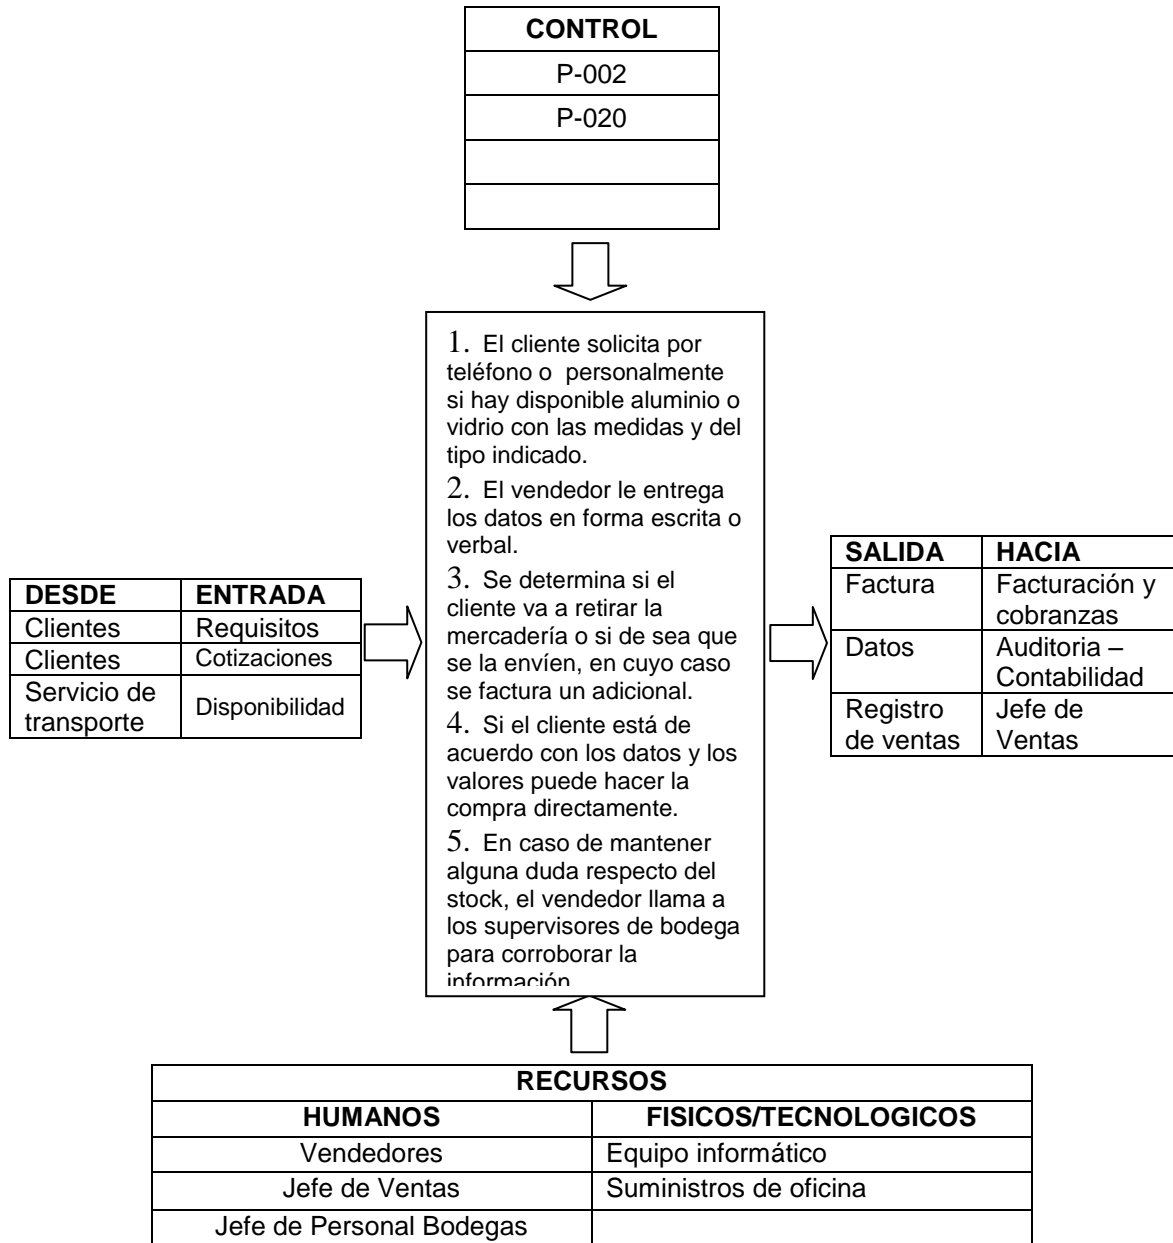 CONTROL
P-002
P-020
1. El cliente solicita por
teléfono o personalmente
si hay disponible aluminio o
vidrio con las medidas y del
tipo indicado.
2. El vendedor le entrega
los datos en forma escrita o
verbal.
3. Se determina si el
cliente va a retirar la
mercadería o si de sea que
se la envíen, en cuyo caso
se factura un adicional.
4. Si el cliente está de
acuerdo con los datos y los
valores puede hacer la
compra directamente.
5. En caso de mantener
alguna duda respecto del
stock, el vendedor llama a
los supervisores de bodega
para corroborar la
información
DESDE ENTRADA
Clientes Requisitos
Clientes Cotizaciones
Servicio de
transporte Disponibilidad
SALIDA HACIA
Factura Facturación y
cobranzas
Datos Auditoria –
Contabilidad
Registro Jefe de
de ventas Ventas
RECURSOS
HUMANOS FISICOS/TECNOLOGICOS
Vendedores Equipo informático
Jefe de Ventas Suministros de oficina
Jefe de Personal Bodegas